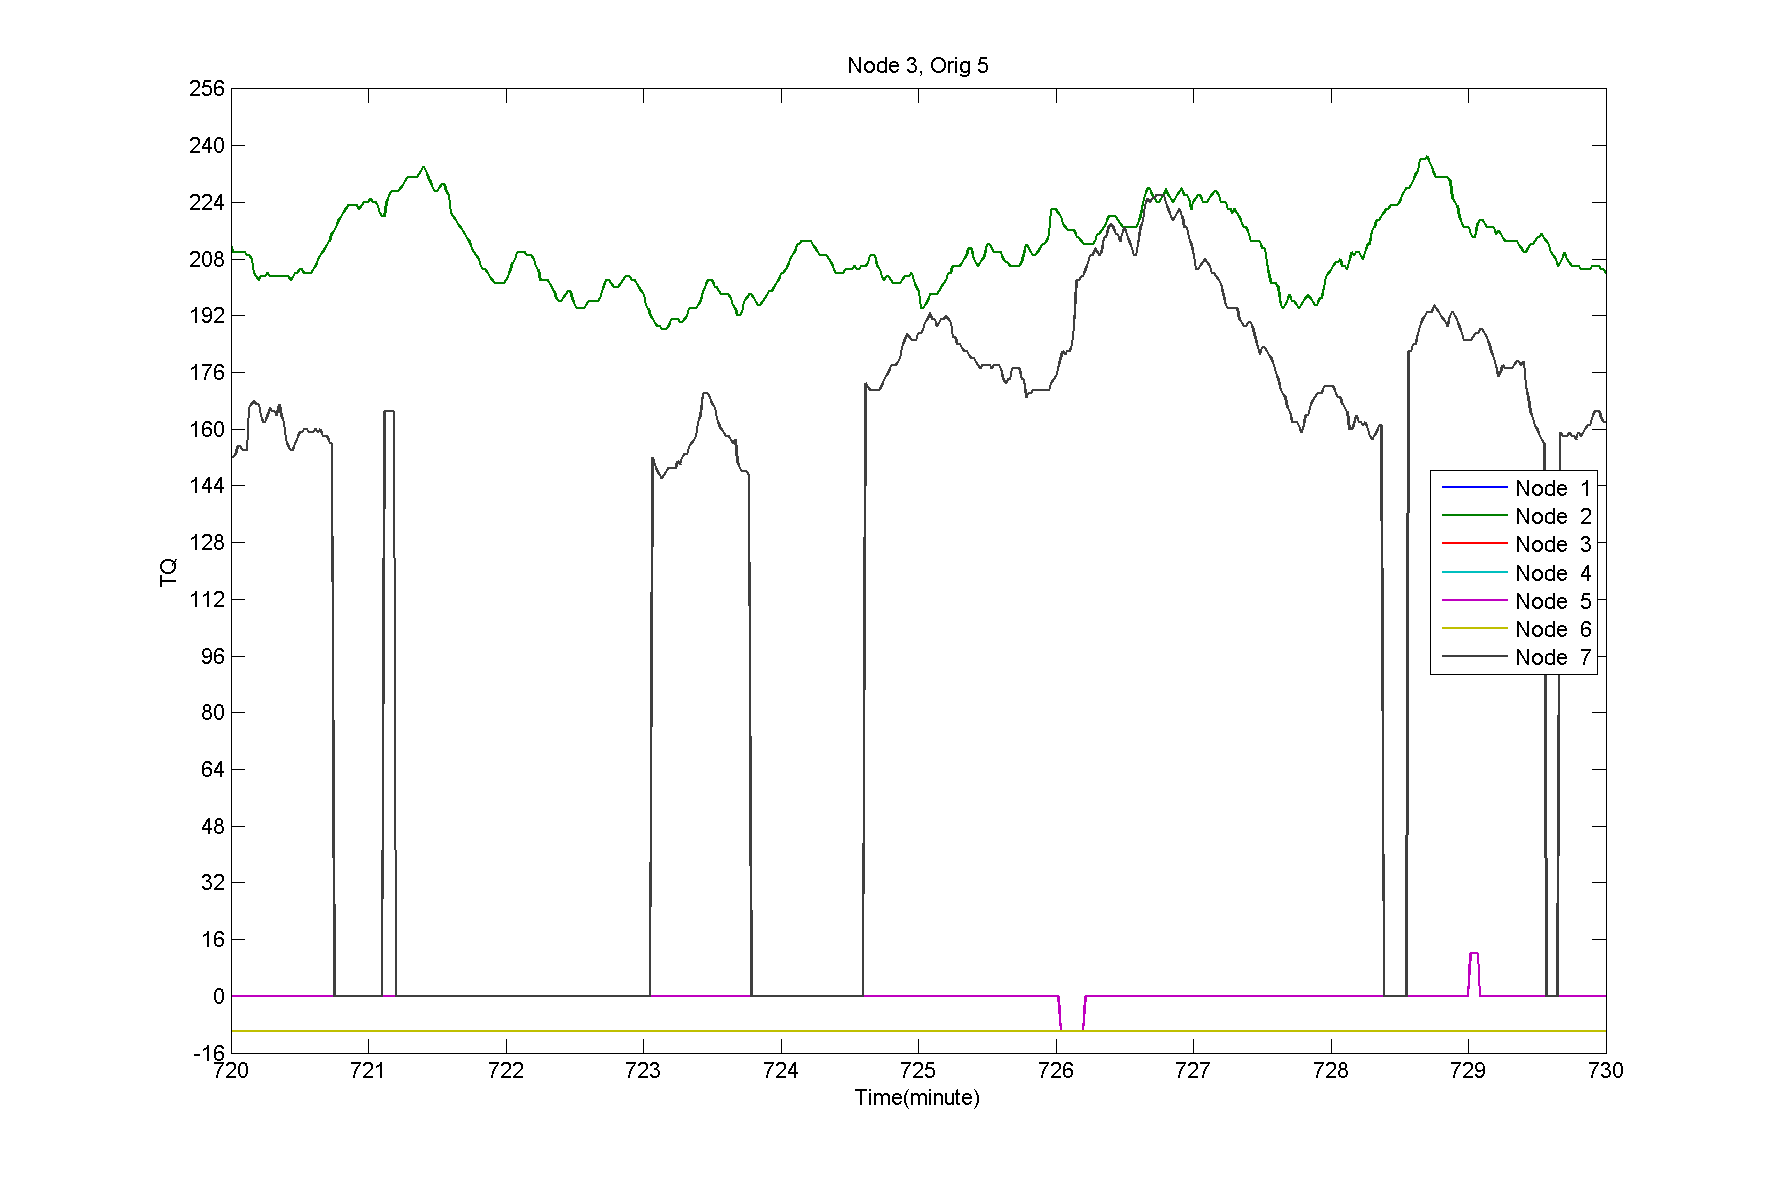 Node 3, Orig 5
256
240
224
208
192
176
160
144
128
112
96
80
64
48
32
16
0
-16
TQ
Node 1
Node 2
Node 3
Node 4
Node 5
Node 6
Node 7
720 721 722 723 724 725 726 727 728 729 730
Time(minute)